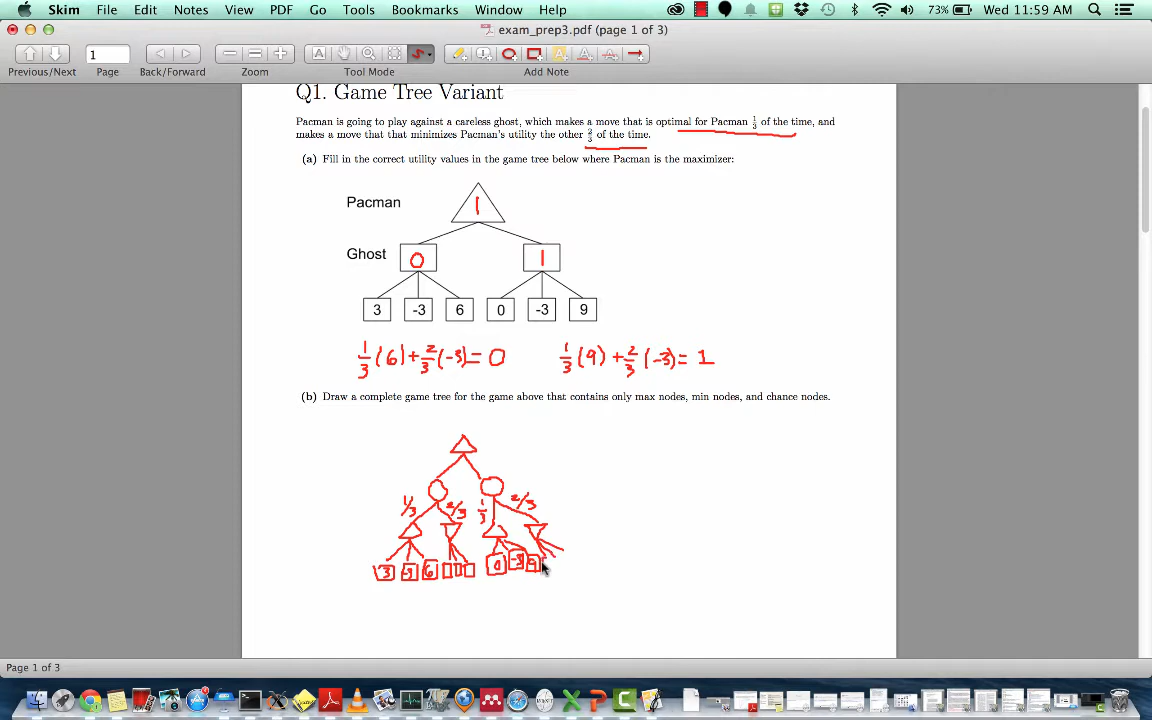 Skim File Edit View PDF Go Tools Bookmarks Window Help 73% Wed 11:59 AM
exam_prep3.pdf (page 1 of 3)
1
Previous/Next Page Back/Forward Zoom Tool Mode Add Note
Q1. Game Tree Variant
Pacman is going to play against a careless ghost, which makes a move that is optimal for Pacman 1/3 of the time, and
makes a move that that minimizes Pacman's utility the other 2/3 of the time.
(a) Fill in the correct utility values in the game tree below where Pacman is the maximizer:
Pacman 1
Ghost 0 1
3 -3 6 0 -3 9
1/3 (6) + 2/3 (-3) = 0 1/3 (9) + 2/3 (-3) = 1
(b) Draw a complete game tree for the game above that contains only max nodes, min nodes, and chance nodes.
1/3 2/3 1/3 2/3
3 -3 6 0 -3 9
Page 1 of 3